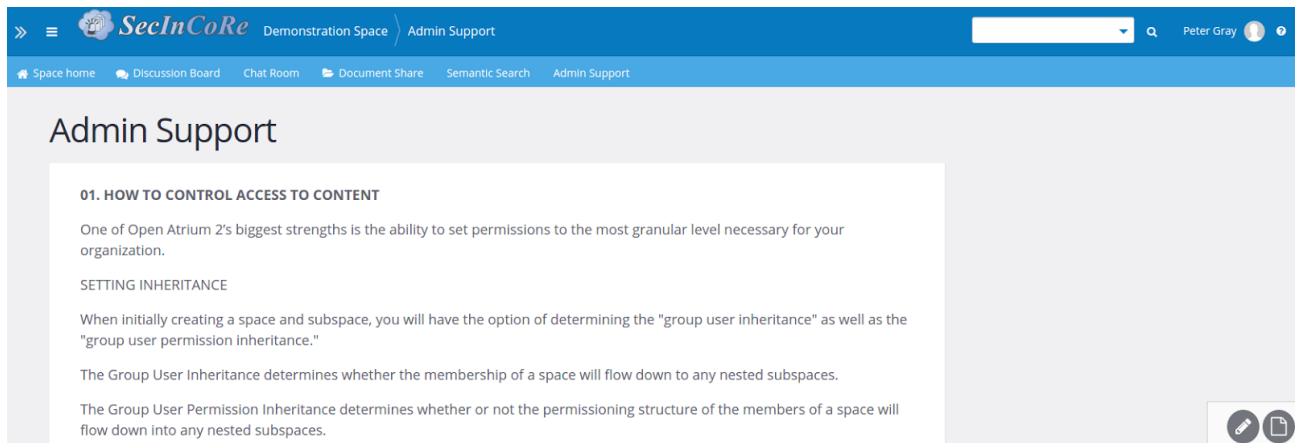 SecInCoRe Demonstration Space Admin Support Peter Gray
Space home Discussion Board Chat Room Document Share Semantic Search Admin Support
Admin Support
01. HOW TO CONTROL ACCESS TO CONTENT
One of Open Atrium 2's biggest strengths is the ability to set permissions to the most granular level necessary for your
organization.
SETTING INHERITANCE
When initially creating a space and subspace, you will have the option of determining the "group user inheritance" as well as the
"group user permission inheritance."
The Group User Inheritance determines whether the membership of a space will flow down to any nested subspaces.
The Group User Permission Inheritance determines whether or not the permissioning structure of the members of a space will
flow down into any nested subspaces.